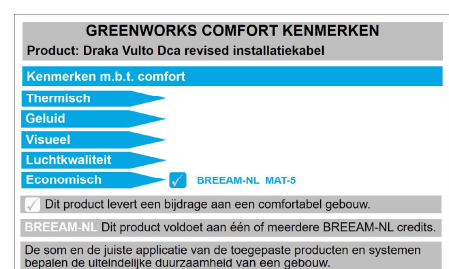 GREENWORKS COMFORT KENMERKEN
Product: Draka Vulto Dca revised installatiekabel
Kenmerken m.b.t. comfort
Thermisch
Geluid
Visueel
Luchtkwaliteit
Economisch BREEAM-NL MAT-5
Dit product levert een bijdrage aan een comfortabel gebouw.
BREEAM-NL Dit product voldoet aan één of meerdere BREEAM-NL credits.
De som en de juiste applicatie van de toegepaste producten en systemen
bepalen de uiteindelijke duurzaamheid van een gebouw.